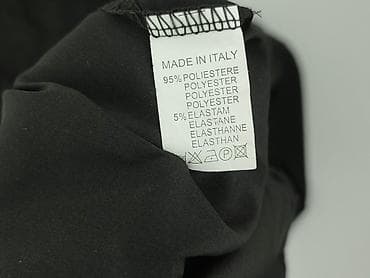 MADE IN ITALY
95% POLIESTERE
POLYESTER
POLYESTER
POLYESTER
5% ELASTAM
ELASTANE
ELASTHANNE
ELASTHAN
P